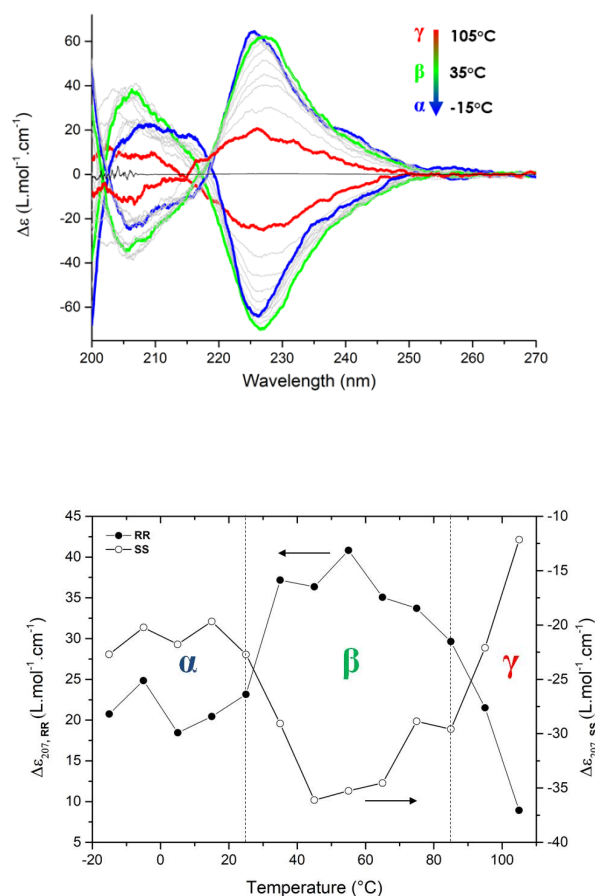 γ 105°C
β 35°C
α -15°C
60
40
20
0
-20
-40
-60
Δε (L.mol⁻¹.cm⁻¹)
200 210 220 230 240 250 260 270
Wavelength (nm)
45
40
35
30
25
20
15
10
5
Δε₂₀₇, RR (L.mol⁻¹.cm⁻¹)
RR
SS
α β γ
-10
-15
-20
-25
-30
-35
-40
Δε₂₀₇, SS (L.mol⁻¹.cm⁻¹)
-20 0 20 40 60 80 100
Temperature (°C)